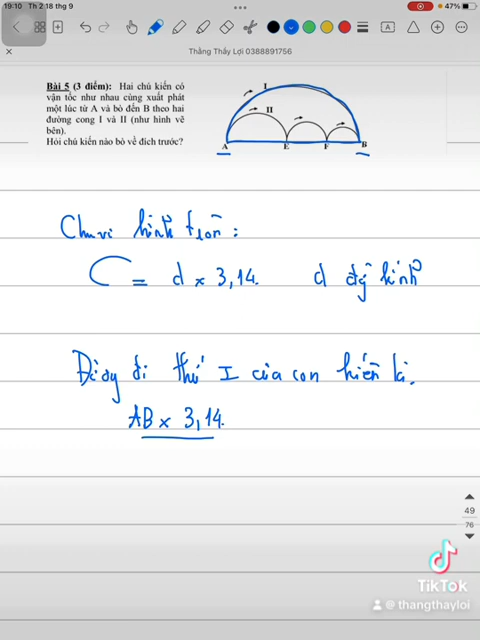 19:10 Th 2 18 thg 9
47%
Thằng Thầy Lợi 0388891756
Bài 5 (3 điểm): Hai chú kiến có
vận tốc như nhau cùng xuất phát
một lúc từ A và bò đến B theo hai
đường cong I và II (như hình vẽ
bên).
Hỏi chú kiến nào bò về đích trước?
I
II
A
E
F
B
Chu vi hình tròn:
C = d × 3,14. d đg kính
Đường đi thứ I của con kiến là.
AB × 3,14.
49
76
TikTok
@thangthayloi